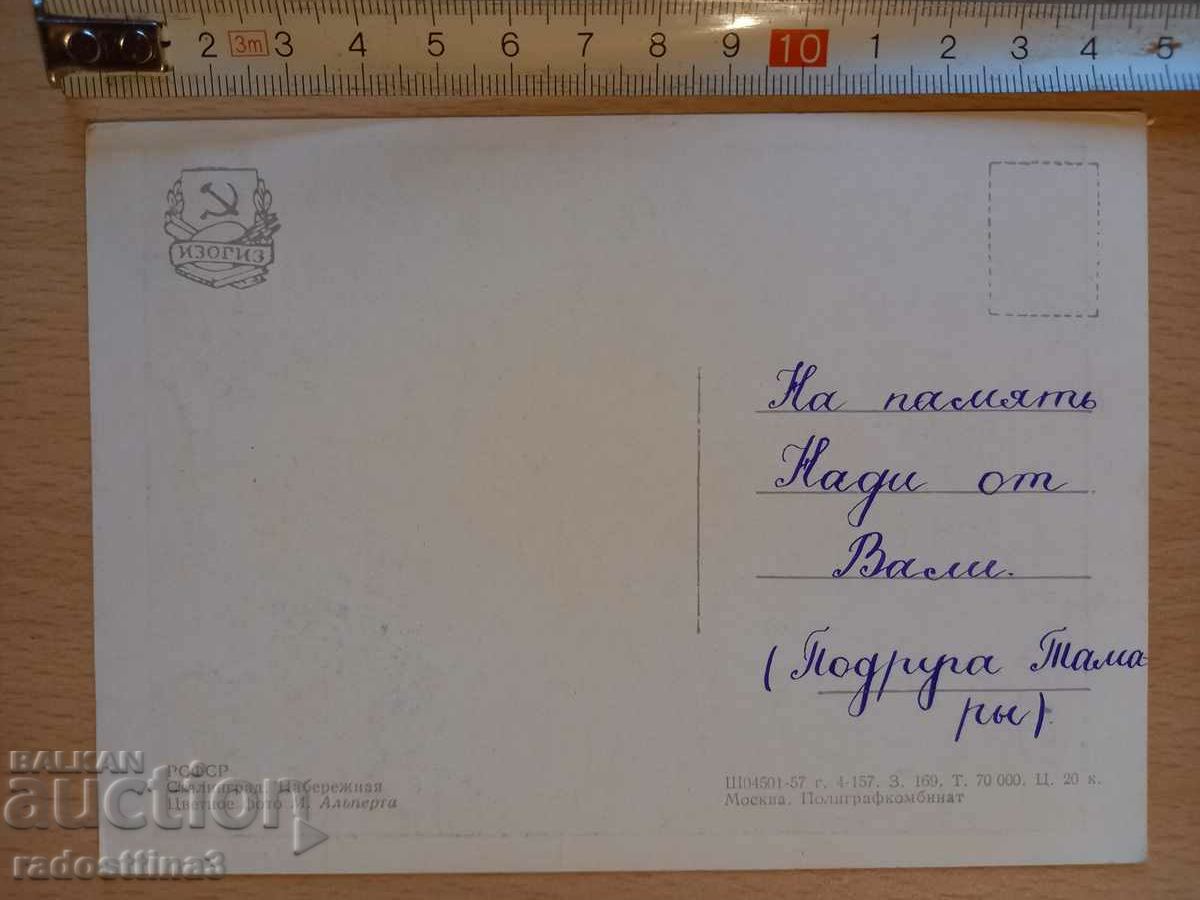 2 3m 3 4 5 6 7 8 9 10 1 2 3 4 5
ИЗОГИЗ
На память
Нади от
Вали.
(Подруга Тама
ры).
РСФСР
Сталинград. Набережная
Цветное фото М. Альперта
Ш04501-57 г. 4-157. З. 169. Т. 70 000. Ц. 20 к.
Москва. Полиграфкомбинат
BALKAN
auction
radosttina3